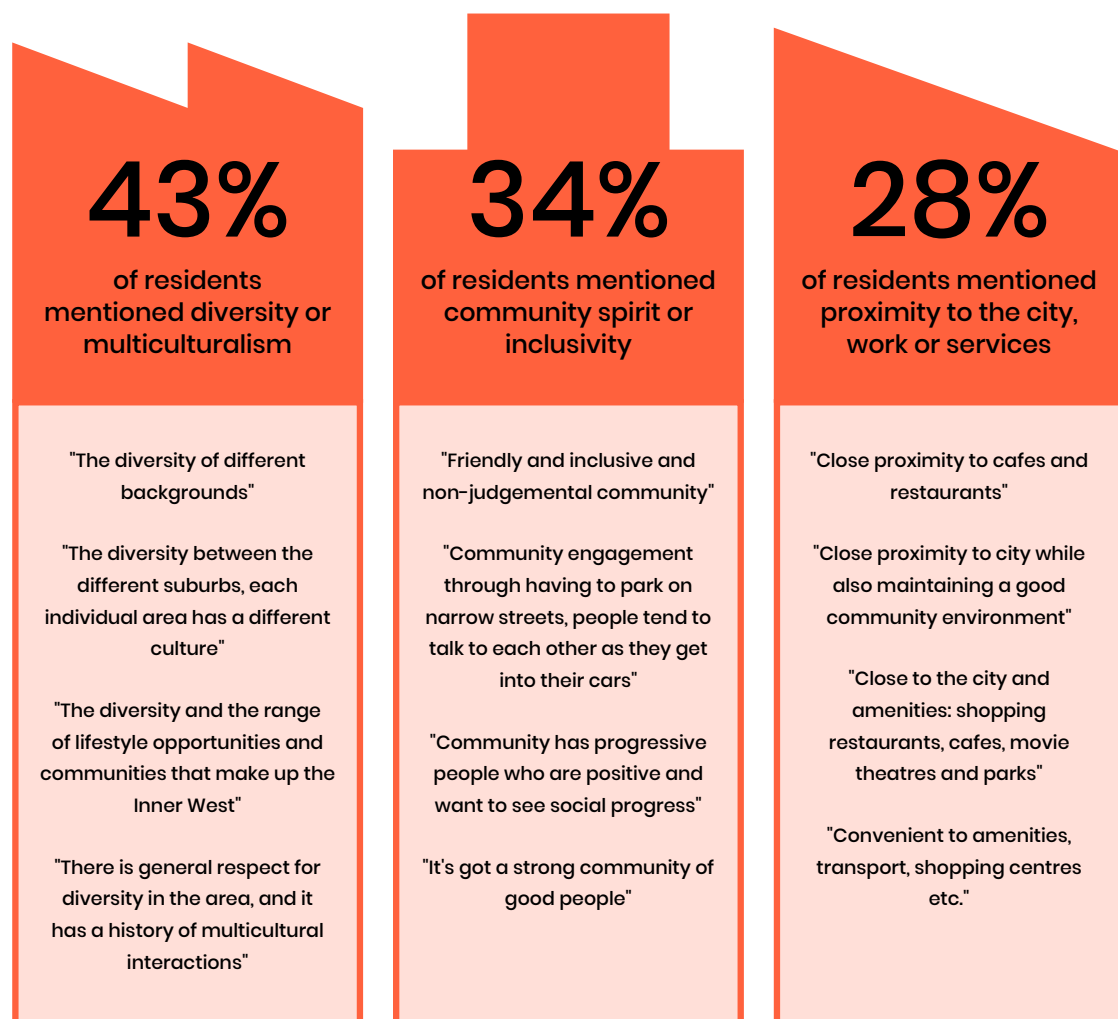 43%
of residents
mentioned diversity or
multiculturalism
"The diversity of different
backgrounds"
"The diversity between the
different suburbs, each
individual area has a different
culture"
"The diversity and the range
of lifestyle opportunities and
communities that make up the
Inner West"
"There is general respect for
diversity in the area, and it
has a history of multicultural
interactions"
34%
of residents mentioned
community spirit or
inclusivity
"Friendly and inclusive and
non-judgemental community"
"Community engagement
through having to park on
narrow streets, people tend to
talk to each other as they get
into their cars"
"Community has progressive
people who are positive and
want to see social progress"
"It's got a strong community of
good people"
28%
of residents mentioned
proximity to the city,
work or services
"Close proximity to cafes and
restaurants"
"Close proximity to city while
also maintaining a good
community environment"
"Close to the city and
amenities: shopping
restaurants, cafes, movie
theatres and parks"
"Convenient to amenities,
transport, shopping centres
etc."